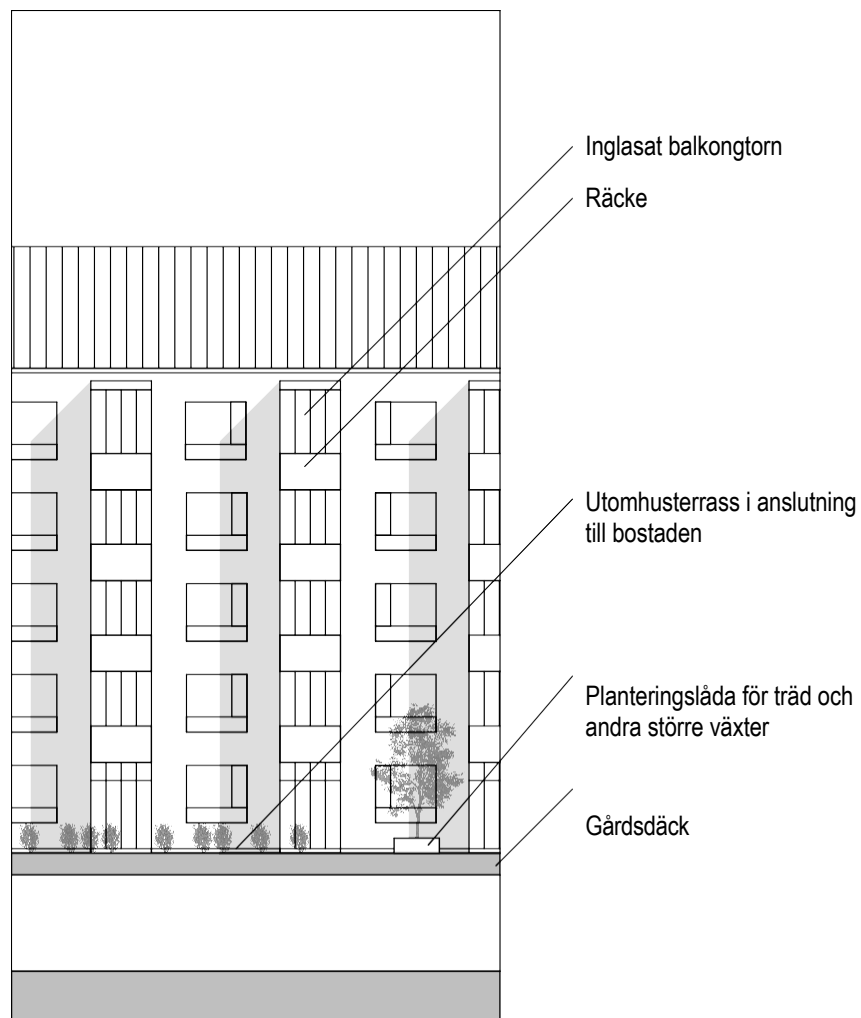 Inglasat balkongtorn
Räcke
Utomhusterrass i anslutning
till bostaden
Planteringslåda för träd och
andra större växter
Gårdsdäck